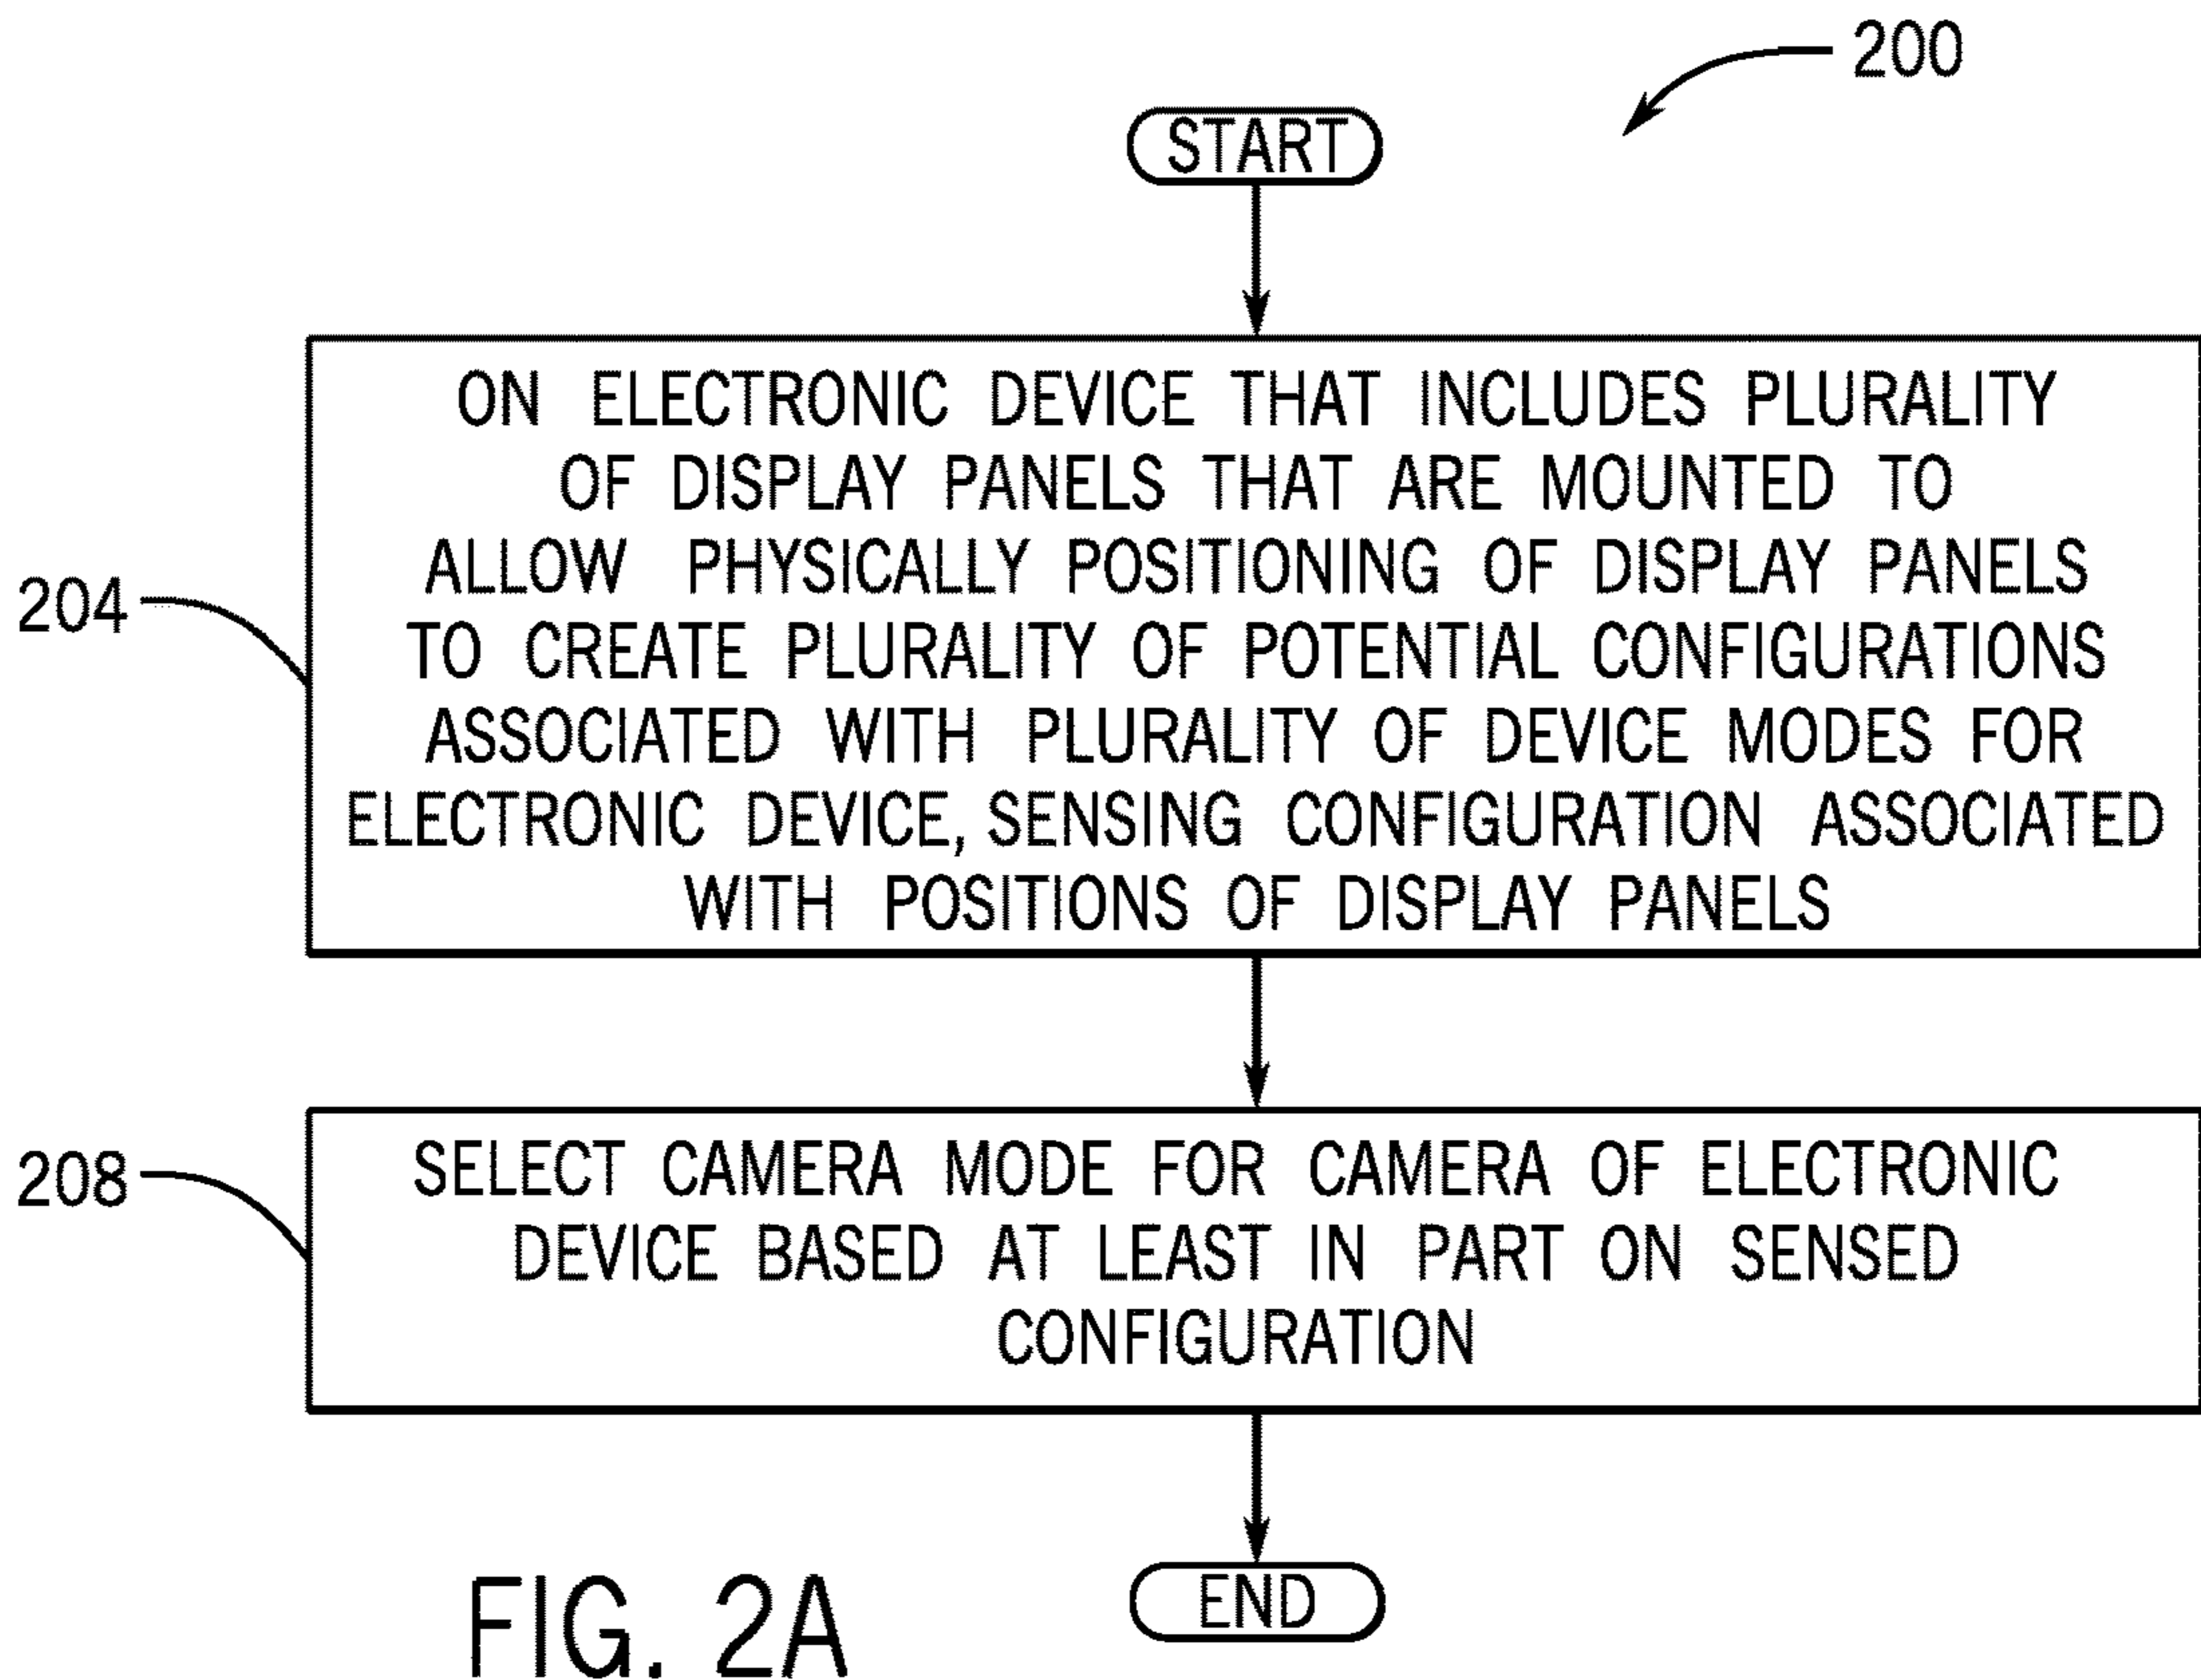 200
START
204
ON ELECTRONIC DEVICE THAT INCLUDES PLURALITY
OF DISPLAY PANELS THAT ARE MOUNTED TO
ALLOW PHYSICALLY POSITIONING OF DISPLAY PANELS
TO CREATE PLURALITY OF POTENTIAL CONFIGURATIONS
ASSOCIATED WITH PLURALITY OF DEVICE MODES FOR
ELECTRONIC DEVICE, SENSING CONFIGURATION ASSOCIATED
WITH POSITIONS OF DISPLAY PANELS
208
SELECT CAMERA MODE FOR CAMERA OF ELECTRONIC
DEVICE BASED AT LEAST IN PART ON SENSED
CONFIGURATION
END
FIG. 2A